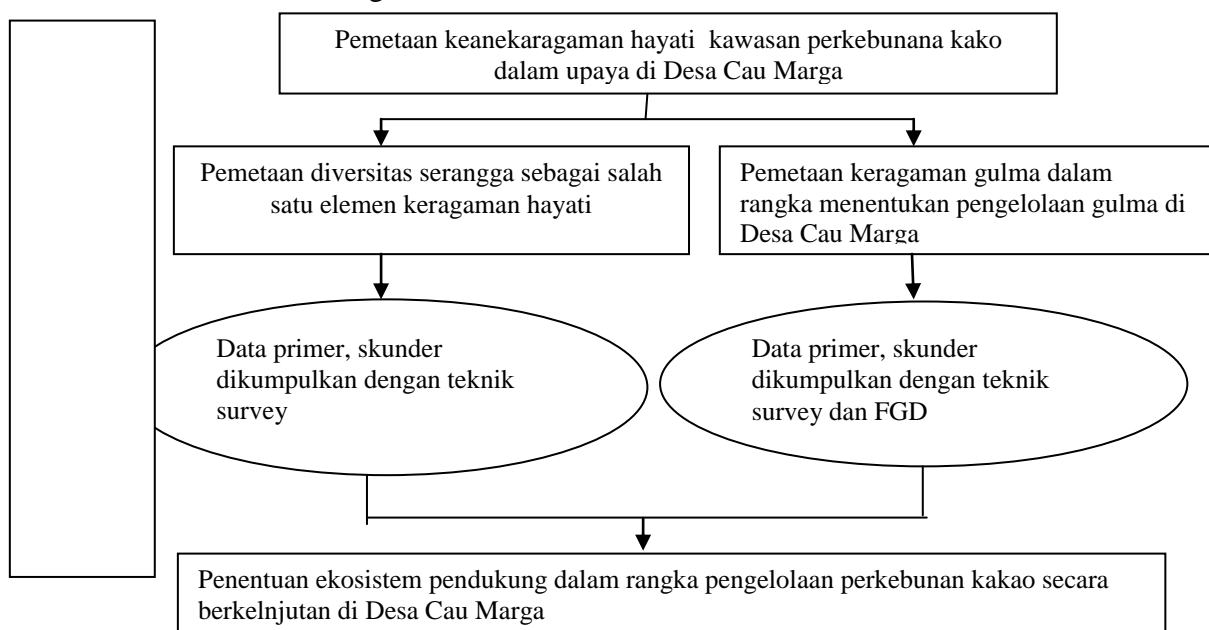 Pemetaan keanekaragaman hayati kawasan perkebunana kako
dalam upaya di Desa Cau Marga
Pemetaan diversitas serangga sebagai salah
satu elemen keragaman hayati
Pemetaan keragaman gulma dalam
rangka menentukan pengelolaan gulma di
Desa Cau Marga
Data primer, skunder
dikumpulkan dengan teknik
survey
Data primer, skunder
dikumpulkan dengan teknik
survey dan FGD
Penentuan ekosistem pendukung dalam rangka pengelolaan perkebunan kakao secara
berkelnjutan di Desa Cau Marga